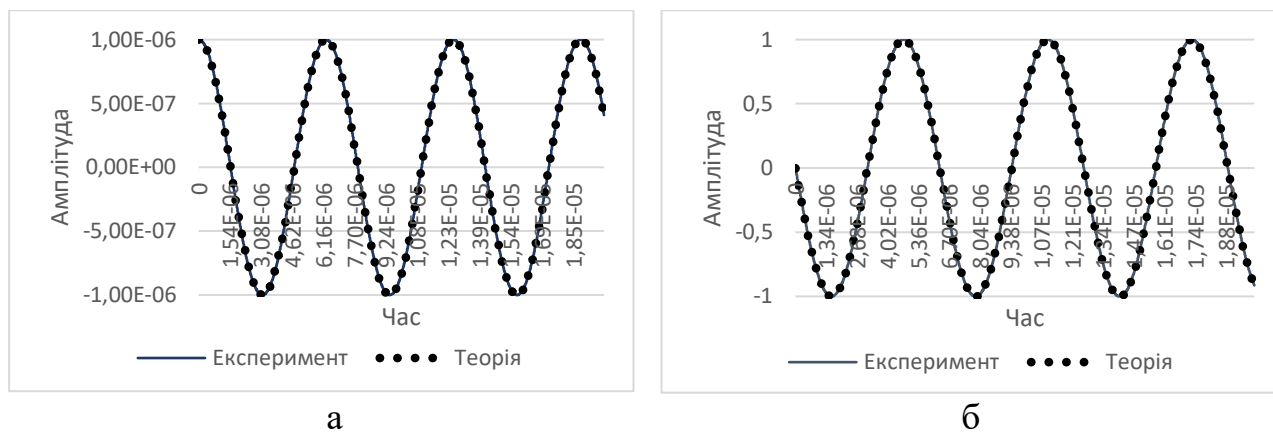 1,00E-06
5,00E-07
0,00E+00
-5,00E-07
-1,00E-06
Амплітуда
0
1,54E-06
3,08E-06
4,62E-06
6,16E-06
7,70E-06
9,24E-06
1,08E-05
1,23E-05
1,39E-05
1,54E-05
1,69E-05
1,85E-05
Час
Експеримент Теорія
а
1
0,5
0
-0,5
-1
Амплітуда
0
1,34E-06
2,68E-06
4,02E-06
5,36E-06
6,70E-06
8,04E-06
9,38E-06
1,07E-05
1,21E-05
1,34E-05
1,47E-05
1,61E-05
1,74E-05
1,88E-05
Час
Експеримент Теорія
б